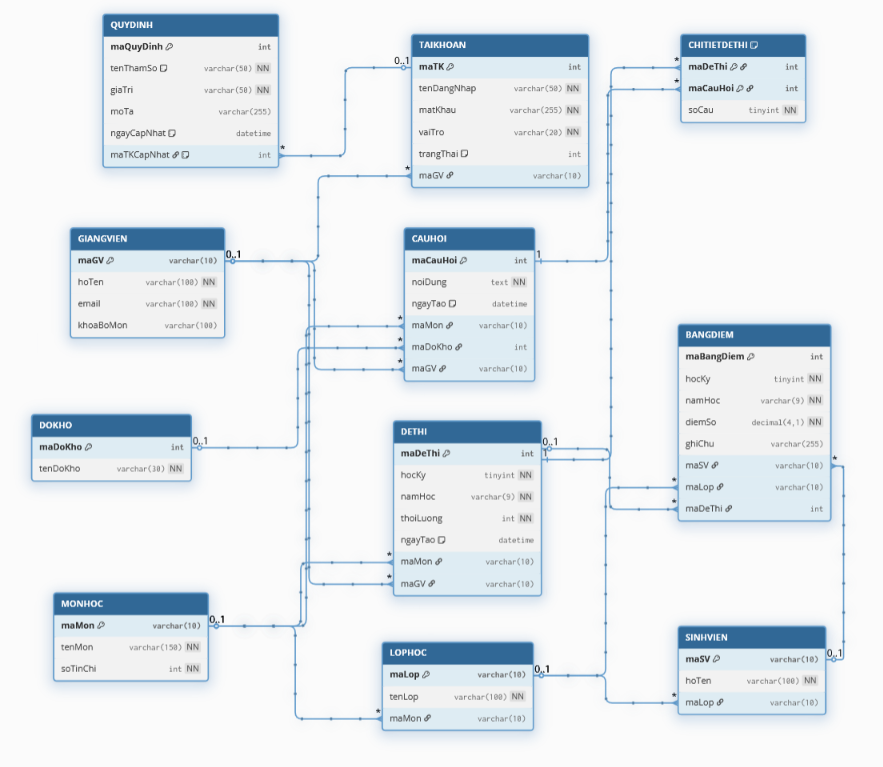 QUYDINH
maQuyDinh int
tenThamSo varchar(50) NN
giaTri varchar(50) NN
moTa varchar(255)
ngayCapNhat datetime
maTKCapNhat int
*
TAIKHOAN
0..1
maTK int
tenDangNhap varchar(50) NN
matKhau varchar(255) NN
vaiTro varchar(20) NN
trangThai int
*
maGV varchar(10)
CHITIETDETHI
*
maDeThi int
*
maCauHoi int
soCau tinyint NN
GIANGVIEN
maGV varchar(10)
0..1
hoTen varchar(100) NN
email varchar(100) NN
khoaBoMon varchar(100)
CAUHOI
maCauHoi int
1
noiDung text NN
ngayTao datetime
*
maMon varchar(10)
*
maDoKho int
*
maGV varchar(10)
BANGDIEM
maBangDiem int
hocKy tinyint NN
namHoc varchar(9) NN
diemSo decimal(4,1) NN
ghiChu varchar(255)
maSV varchar(10)
*
*
maLop varchar(10)
*
maDeThi int
DOKHO
maDoKho int
0..1
tenDoKho varchar(30) NN
DETHI
maDeThi int
0..1
1
hocKy tinyint NN
namHoc varchar(9) NN
thoiLuong int NN
ngayTao datetime
*
maMon varchar(10)
*
maGV varchar(10)
MONHOC
maMon varchar(10)
0..1
tenMon varchar(150) NN
soTinChi int NN
LOPHOC
maLop varchar(10)
0..1
tenLop varchar(100) NN
*
maMon varchar(10)
SINHVIEN
maSV varchar(10)
0..1
hoTen varchar(100) NN
*
maLop varchar(10)